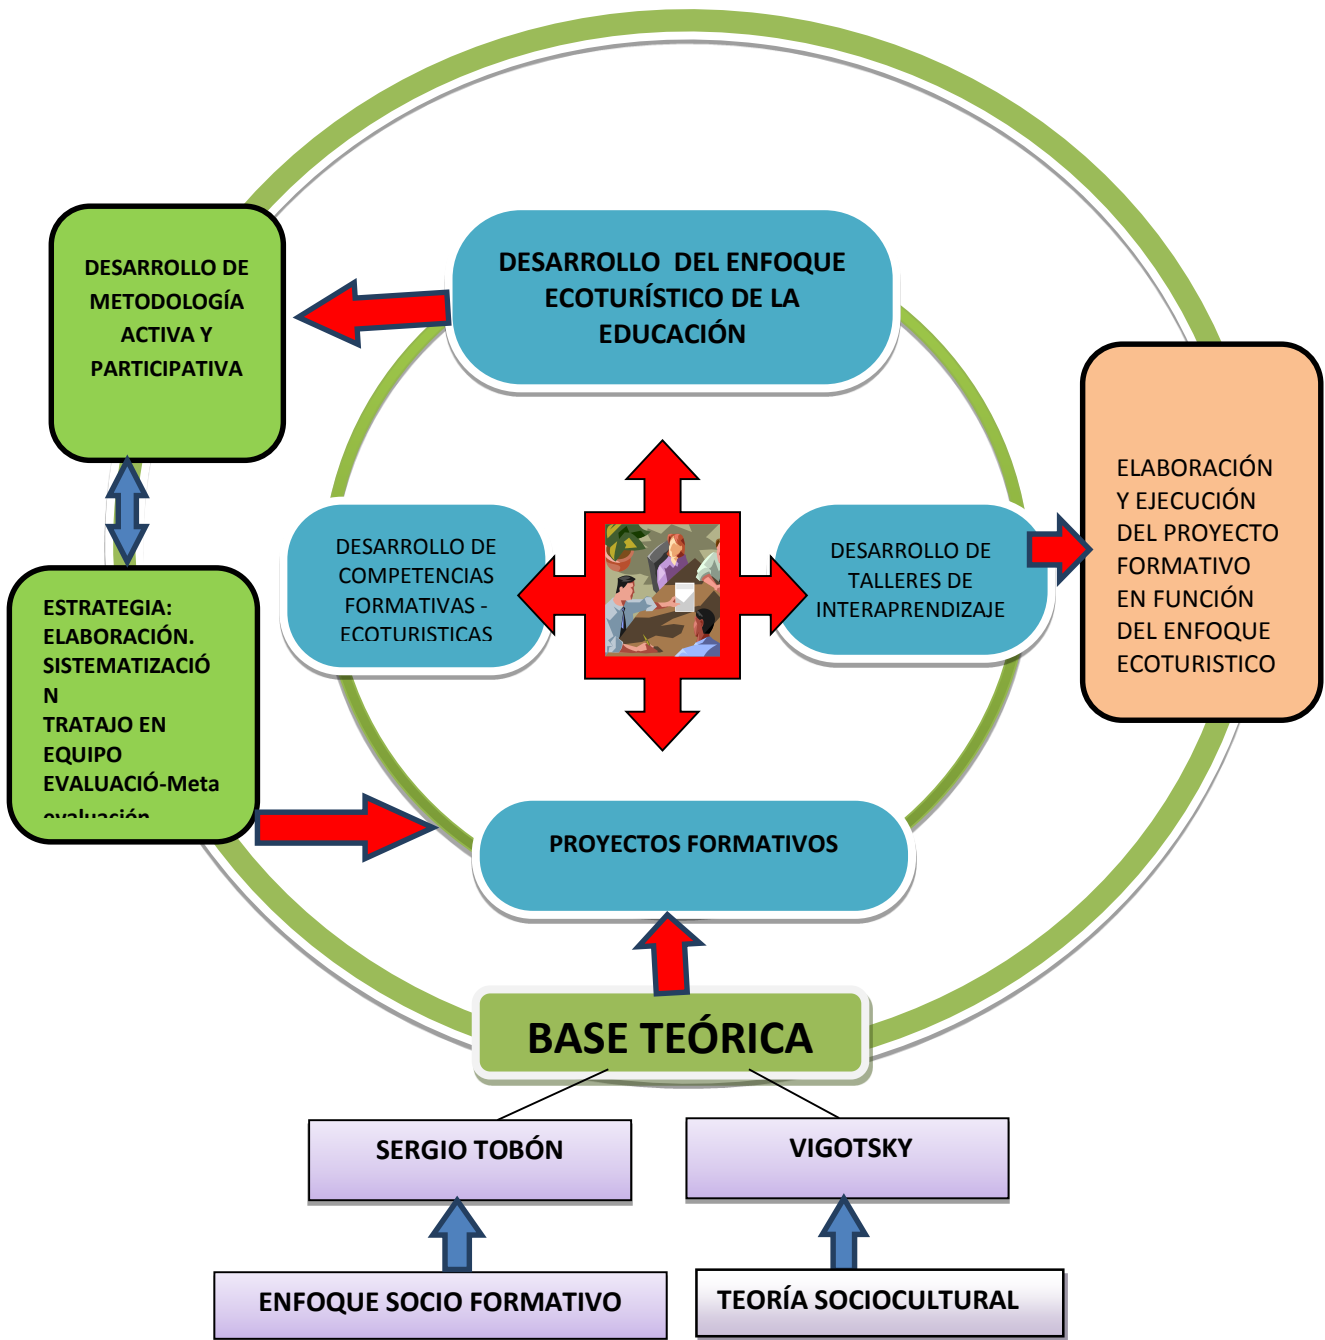 DESARROLLO DEL ENFOQUE
ECOTURÍSTICO DE LA
EDUCACIÓN
DESARROLLO DE
METODOLOGÍA
ACTIVA Y
PARTICIPATIVA
ELABORACIÓN
Y EJECUCIÓN
DEL PROYECTO
FORMATIVO
EN FUNCIÓN
DEL ENFOQUE
ECOTURISTICO
DESARROLLO DE
COMPETENCIAS
FORMATIVAS -
ECOTURISTICAS
DESARROLLO DE
TALLERES DE
INTERAPRENDIZAJE
ESTRATEGIA:
ELABORACIÓN.
SISTEMATIZACIÓ
N
TRATAJO EN
EQUIPO
EVALUACIÓ-Meta
evaluación
PROYECTOS FORMATIVOS
BASE TEÓRICA
SERGIO TOBÓN
VIGOTSKY
ENFOQUE SOCIO FORMATIVO
TEORÍA SOCIOCULTURAL